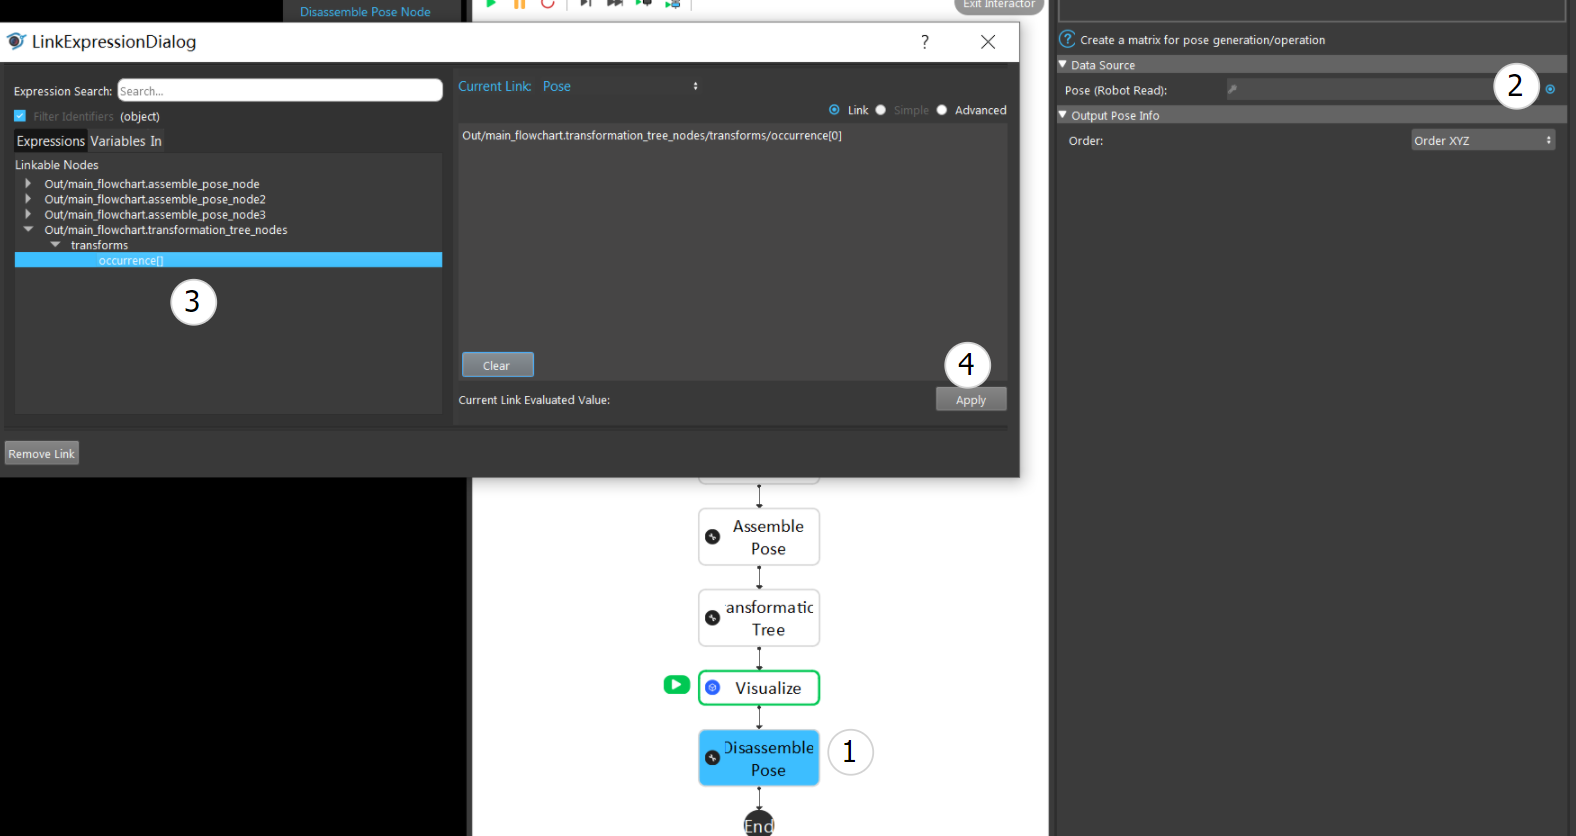 Disassemble Pose Node
Exit Interactor
LinkExpressionDialog
?
Expression Search:
Search...
Filter Identifiers (object)
Expressions Variables In
Linkable Nodes
Out/main_flowchart.assemble_pose_node
Out/main_flowchart.assemble_pose_node2
Out/main_flowchart.assemble_pose_node3
Out/main_flowchart.transformation_tree_nodes
transforms
occurrence[]
3
Current Link: Pose
Link Simple Advanced
Out/main_flowchart.transformation_tree_nodes/transforms/occurrence[0]
Clear
4
Current Link Evaluated Value:
Apply
Remove Link
? Create a matrix for pose generation/operation
Data Source
Pose (Robot Read):
2
Output Pose Info
Order:
Order XYZ
Assemble
Pose
ansformatic
Tree
Visualize
Disassemble
Pose
1
End